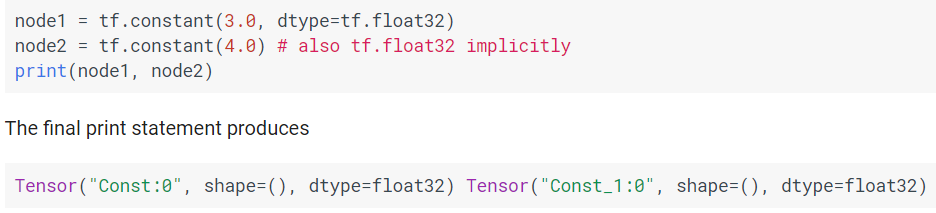 node1 = tf.constant(3.0, dtype=tf.float32)
node2 = tf.constant(4.0) # also tf.float32 implicitly
print(node1, node2)
The final print statement produces
Tensor("Const:0", shape=(), dtype=float32) Tensor("Const_1:0", shape=(), dtype=float32)